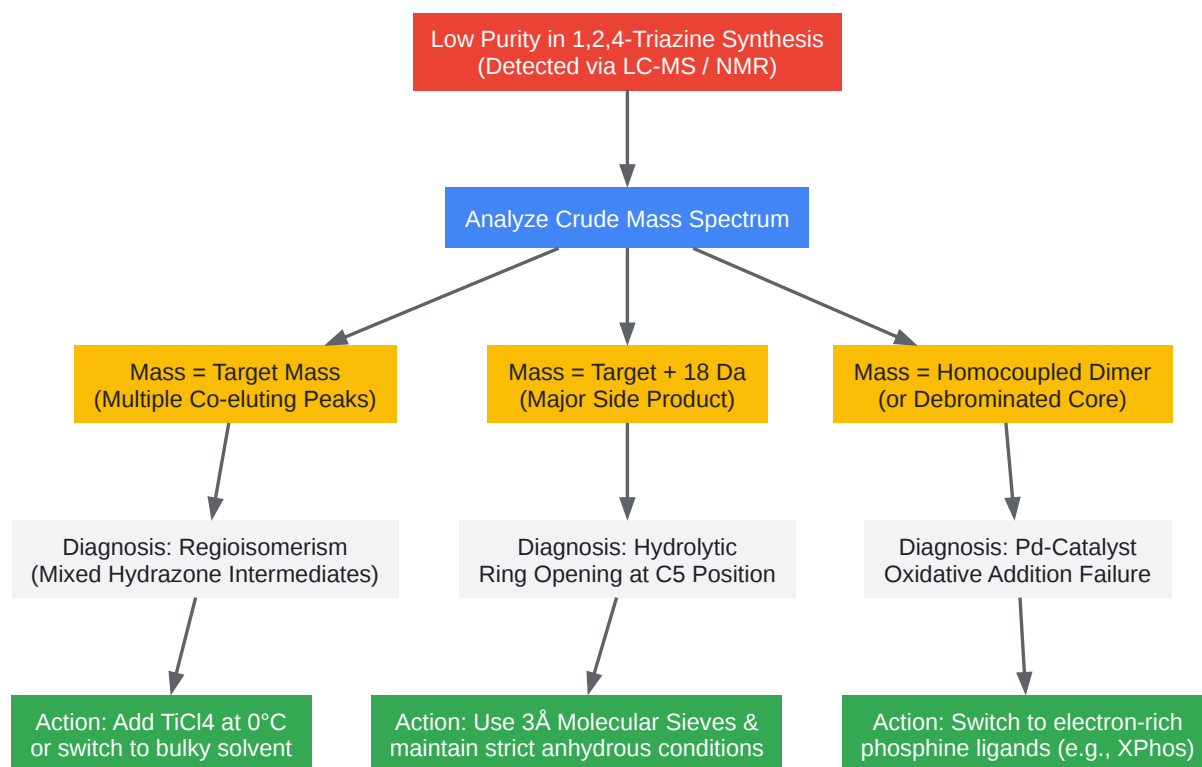 Low Purity in 1,2,4-Triazine Synthesis
(Detected via LC-MS / NMR)
Analyze Crude Mass Spectrum
Mass = Target Mass
(Multiple Co-eluting Peaks)
Mass = Target + 18 Da
(Major Side Product)
Mass = Homocoupled Dimer
(or Debrominated Core)
Diagnosis: Regioisomerism
(Mixed Hydrazone Intermediates)
Diagnosis: Hydrolytic
Ring Opening at C5 Position
Diagnosis: Pd-Catalyst
Oxidative Addition Failure
Action: Add TiCl4 at 0°C
or switch to bulky solvent
Action: Use 3Å Molecular Sieves &
maintain strict anhydrous conditions
Action: Switch to electron-rich
phosphine ligands (e.g., XPhos)